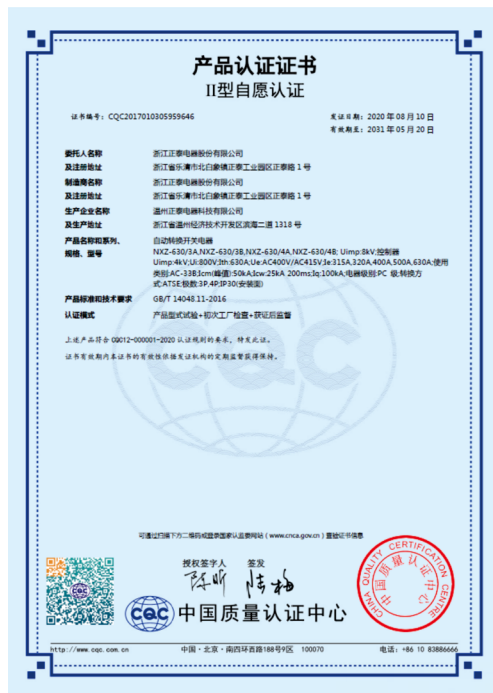 产品认证证书
II型自愿认证
证书编号：CQC2017010305959646
发证日期：2020 年 08 月 10 日
有效期至：2031 年 05 月 20 日
委托人名称 浙江正泰电器股份有限公司
及注册地址 浙江省乐清市北白象镇正泰工业园区正泰路 1 号
制造商名称 浙江正泰电器股份有限公司
及注册地址 浙江省乐清市北白象镇正泰工业园区正泰路 1 号
生产企业名称 温州正泰电器科技有限公司
及生产地址 浙江省温州经济技术开发区滨海二道 1318 号
产品名称和系列、 自动转换开关电器
规格、型号 NXZ-630/3A,NXZ-630/3B,NXZ-630/4A,NXZ-630/4B; Uimp:8kV;控制器
Uimp:4kV;Ui:800V;Ith:630A;Ue:AC400V/AC415V;Ie:315A,320A,400A,500A,630A;使用
类别:AC-33B;Icm(峰值):50kA;Icw:25kA 200ms;Iq:100kA;电器级别:PC 级;转换方
式:ATSE;极数:3P,4P;IP30(安装面)
产品标准和技术要求 GB/T 14048.11-2016
认证模式 产品型式试验+初次工厂检查+获证后监督
上述产品符合 CQC12-000001-2020 认证规则的要求，特发此证。
证书有效期内本证书的有效性依据发证机构的定期监督获得保持。
CQC
可通过扫描下方二维码或登录国家认监委网站（www.cnca.gov.cn）查验证书信息
授权签字人 签发
陈昕 陆梅
CQC
CQC 中国质量认证中心
CHINA QUALITY CERTIFICATION CENTRE
中国质量认证中心
http://www.cqc.com.cn 中国·北京·南四环西路188号9区 100070 电话：+86 10 83886666